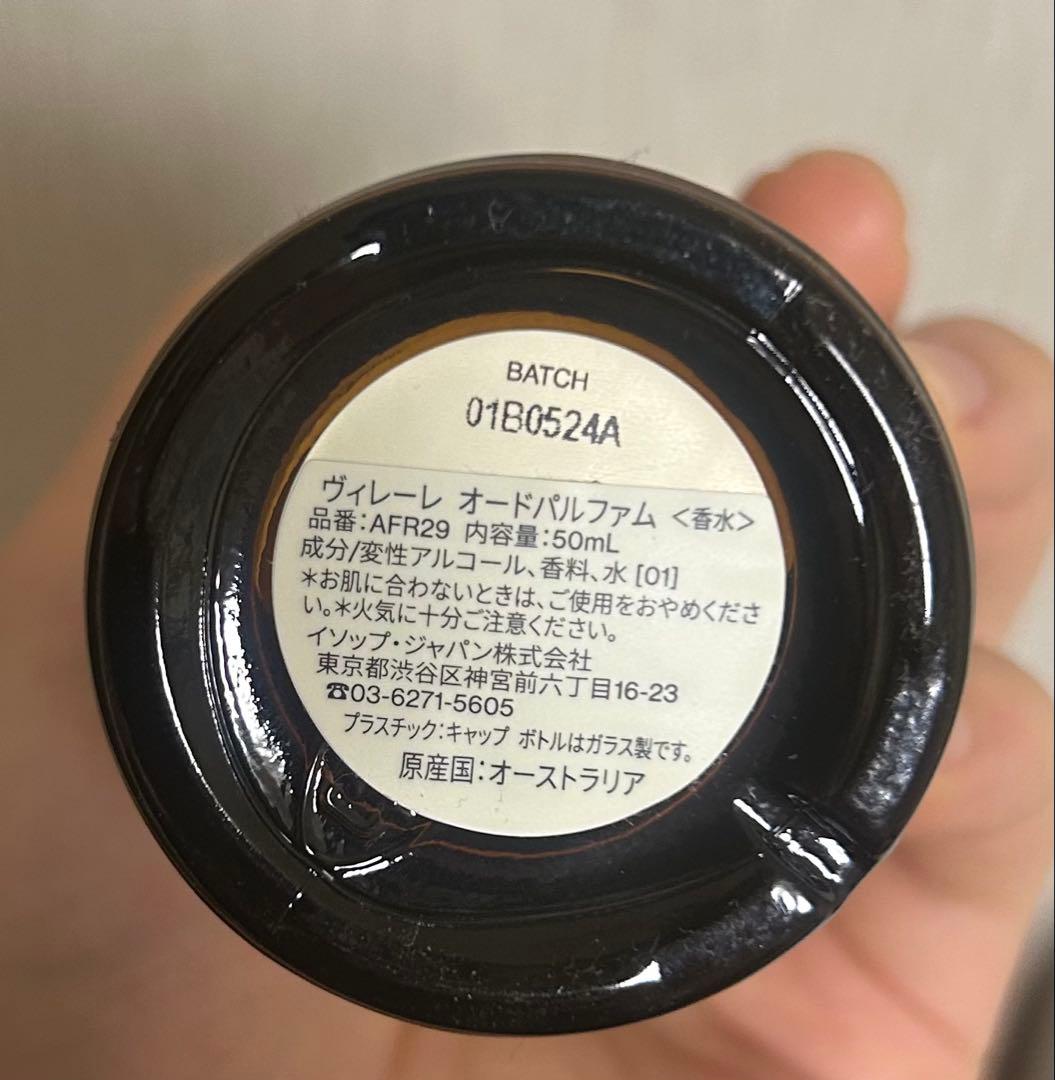 BATCH
01B0524A
ヴィレーレ オードパルファム <香水>
品番:AFR29 内容量:50mL
成分/変性アルコール、香料、水 [01]
*お肌に合わないときは、ご使用をおやめくださ
い。*火気に十分ご注意ください。
イソップ・ジャパン株式会社
東京都渋谷区神宮前六丁目16-23
☎03-6271-5605
プラスチック:キャップ ボトルはガラス製です。
原産国:オーストラリア